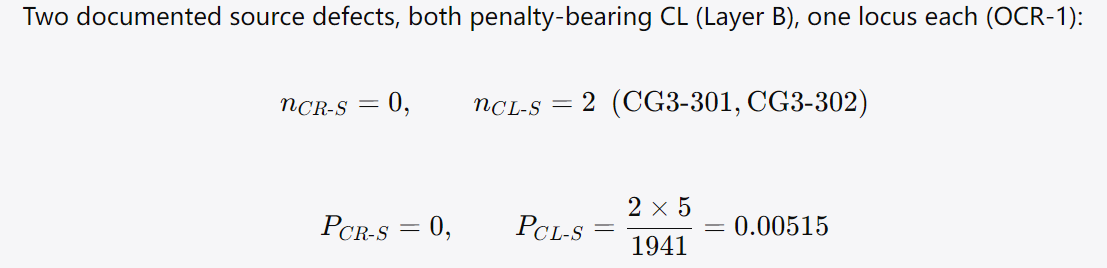 Two documented source defects, both penalty-bearing CL (Layer B), one locus each (OCR-1):
n_{CR-S} = 0, n_{CL-S} = 2 (CG3-301, CG3-302)
P_{CR-S} = 0, P_{CL-S} = \frac{2 × 5}{1941} = 0.00515